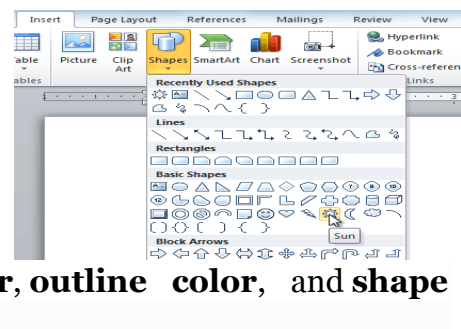 Insert Page Layout References Mailings Review View
able Picture Clip Art Shapes SmartArt Chart Screenshot Hyperlink
Bookmark
Cross-referen
ables Links
Recently Used Shapes
Lines
Rectangles
Basic Shapes
Sun
Block Arrows
r, outline color, and shape